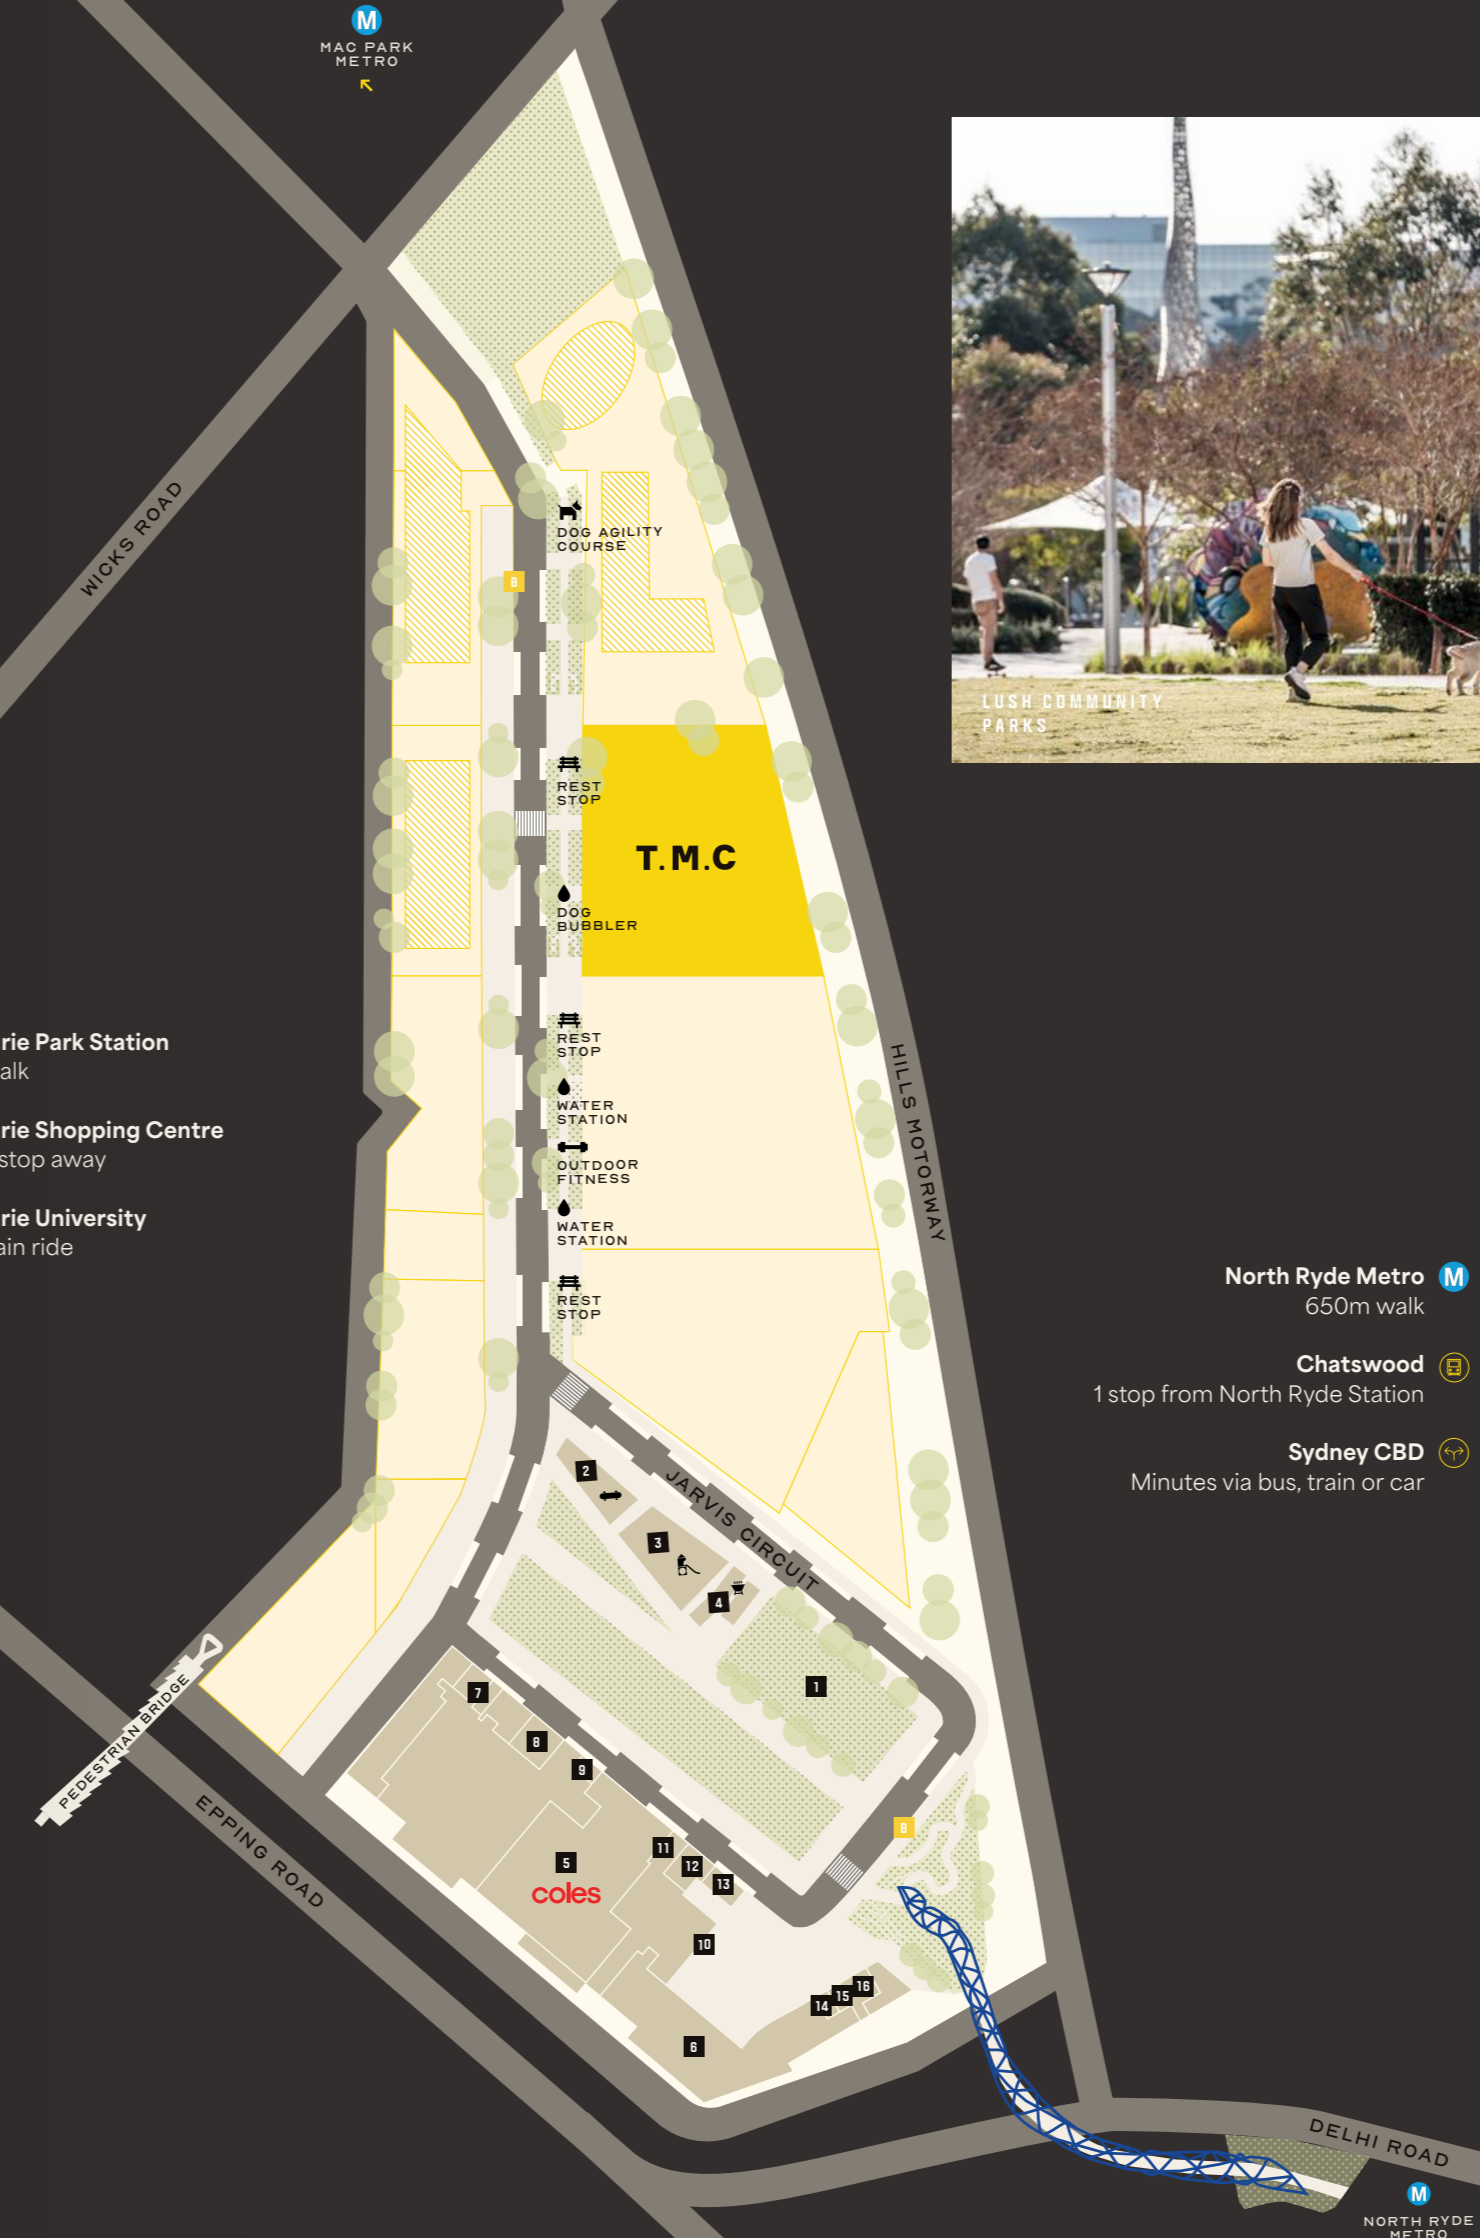 M
MAC PARK
METRO
WICKS ROAD
LUSH COMMUNITY
PARKS
DOG AGILITY
COURSE
B
REST
STOP
T.M.C
DOG
BUBBLER
rie Park Station
alk
rie Shopping Centre
stop away
rie University
ain ride
REST
STOP
WATER
STATION
OUTDOOR
FITNESS
WATER
STATION
REST
STOP
HILLS MOTORWAY
North Ryde Metro
M
650m walk
Chatswood
1 stop from North Ryde Station
Sydney CBD
Minutes via bus, train or car
JARVIS CIRCUIT
2
3
4
1
PEDESTRIAN BRIDGE
EPPING ROAD
7
8
9
B
11
5
coles
12
13
10
16
15
14
6
DELHI ROAD
M
NORTH RYDE
METRO